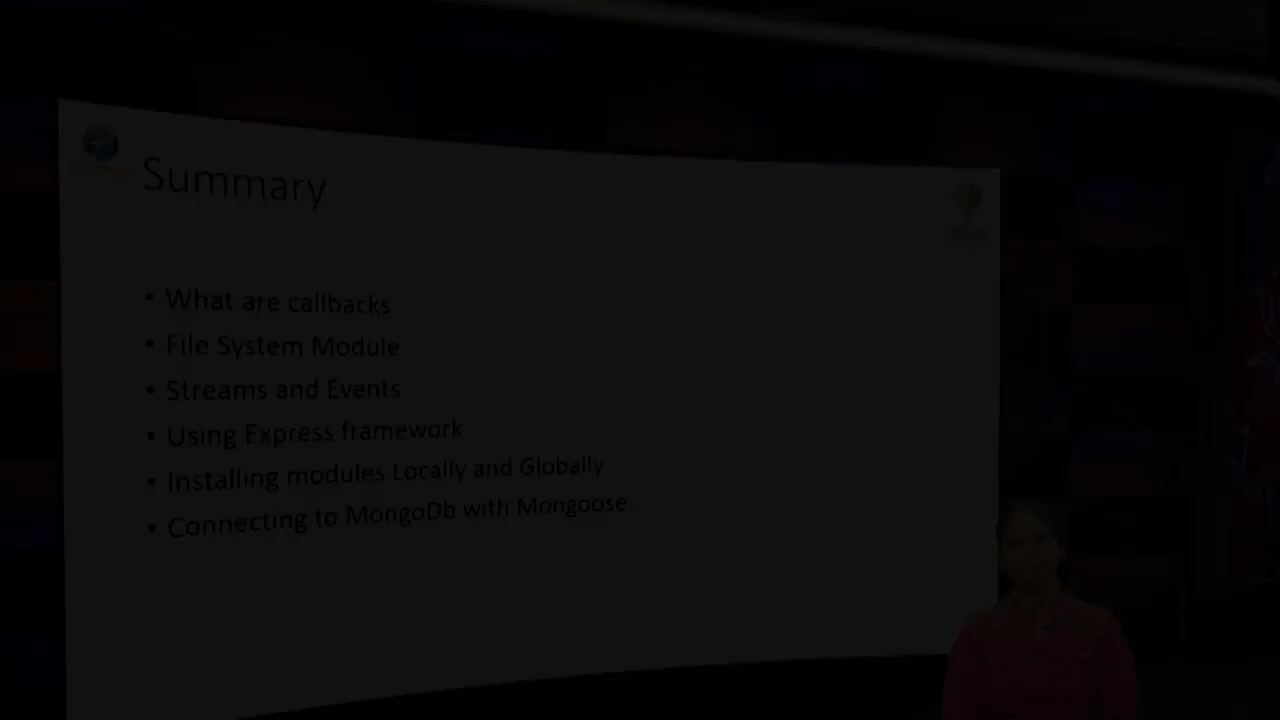 Summary
• What are callbacks
• File System Module
• Streams and Events
• Using Express framework
• Installing modules Locally and Globally
• Connecting to MongoDb with Mongoose